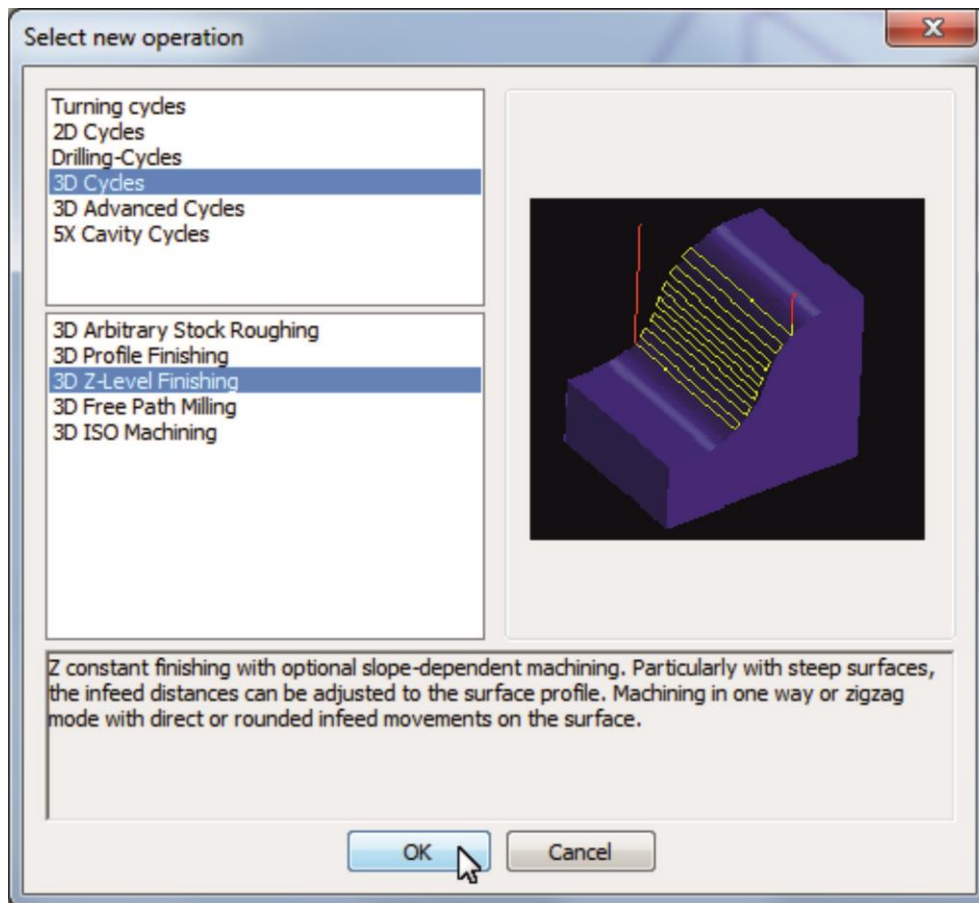 Select new operation
Turning cycles
2D Cycles
Drilling-Cycles
3D Cycles
3D Advanced Cycles
5X Cavity Cycles
3D Arbitrary Stock Roughing
3D Profile Finishing
3D Z-Level Finishing
3D Free Path Milling
3D ISO Machining
Z constant finishing with optional slope-dependent machining. Particularly with steep surfaces,
the infeed distances can be adjusted to the surface profile. Machining in one way or zigzag
mode with direct or rounded infeed movements on the surface.
OK
Cancel